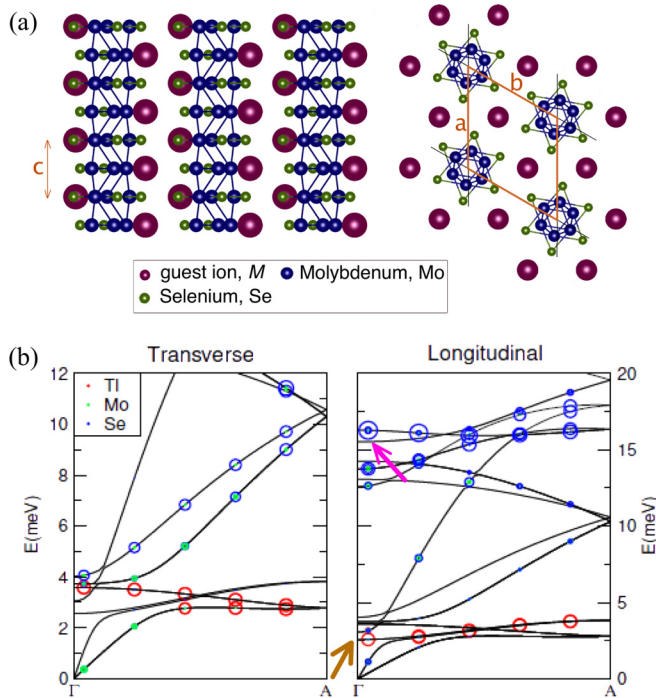 (a)
c
a
b
guest ion, M
Molybdenum, Mo
Selenium, Se
(b)
Transverse
Longitudinal
Tl
Mo
Se
E(meV)
12
10
8
6
4
2
0
Γ
A
20
15
10
5
0
E(meV)
Γ
A